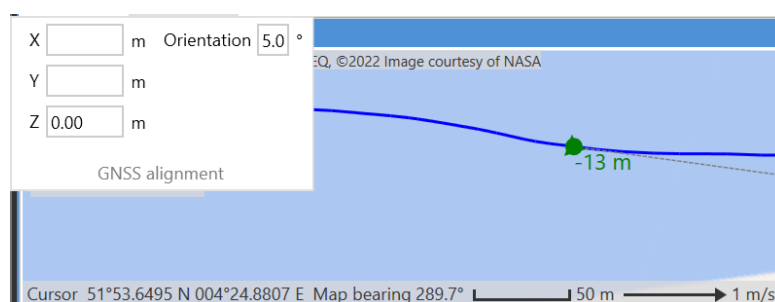 X m Orientation 5.0 °
EQ, ©2022 Image courtesy of NASA
Y m
Z 0.00 m
-13 m
GNSS alignment
Cursor 51°53.6495 N 004°24.8807 E Map bearing 289.7° 50 m 1 m/s